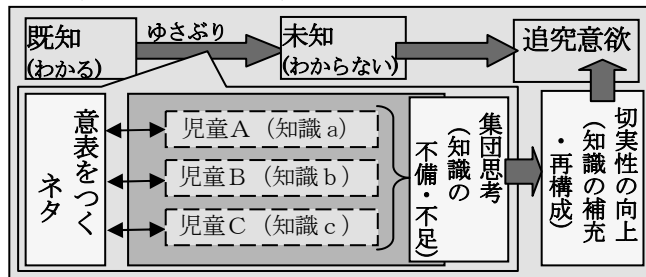 既知
(わかる)
ゆさぶり
未知
(わからない)
追究意欲
意表をつく
ネタ
児童A(知識a)
児童B(知識b)
児童C(知識c)
集団思考
(知識の
不備・不足)
切実性の向上
(知識の補充
・再構成)